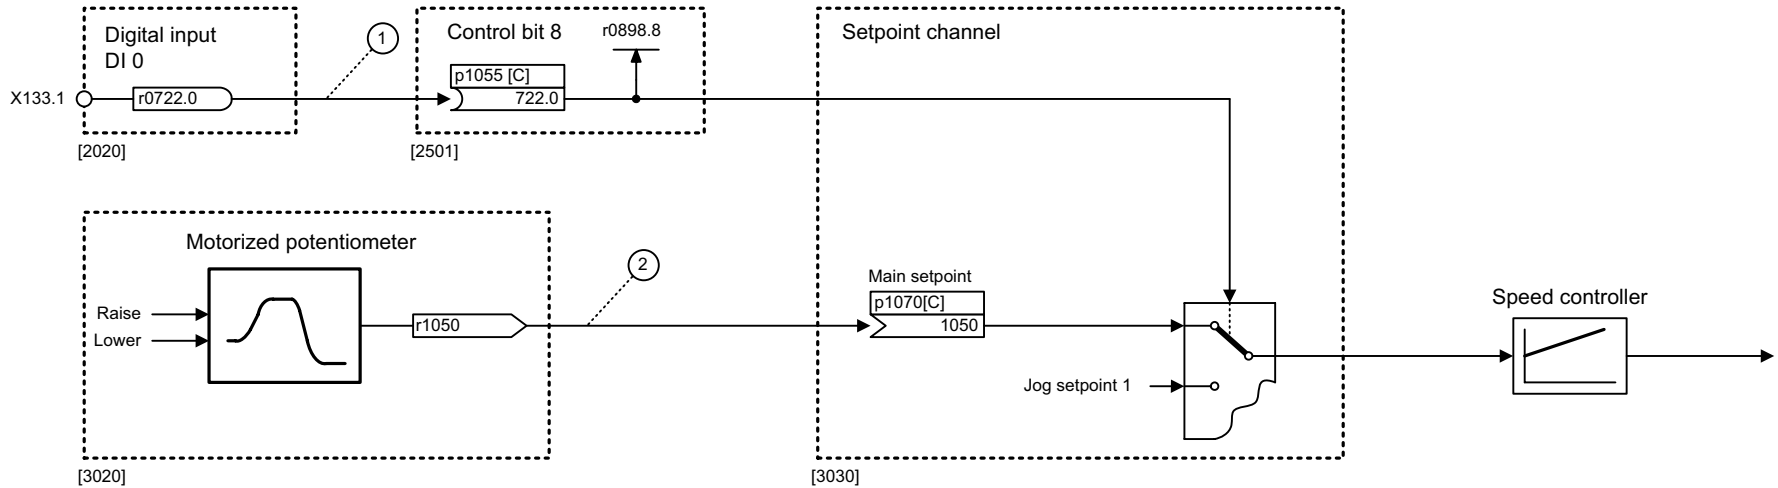 Digital input
DI 0
X133.1
r0722.0
[2020]
1
Control bit 8
r0898.8
p1055 [C]
722.0
[2501]
Setpoint channel
Motorized potentiometer
Raise
Lower
r1050
[3020]
2
Main setpoint
p1070[C]
1050
Jog setpoint 1
[3030]
Speed controller